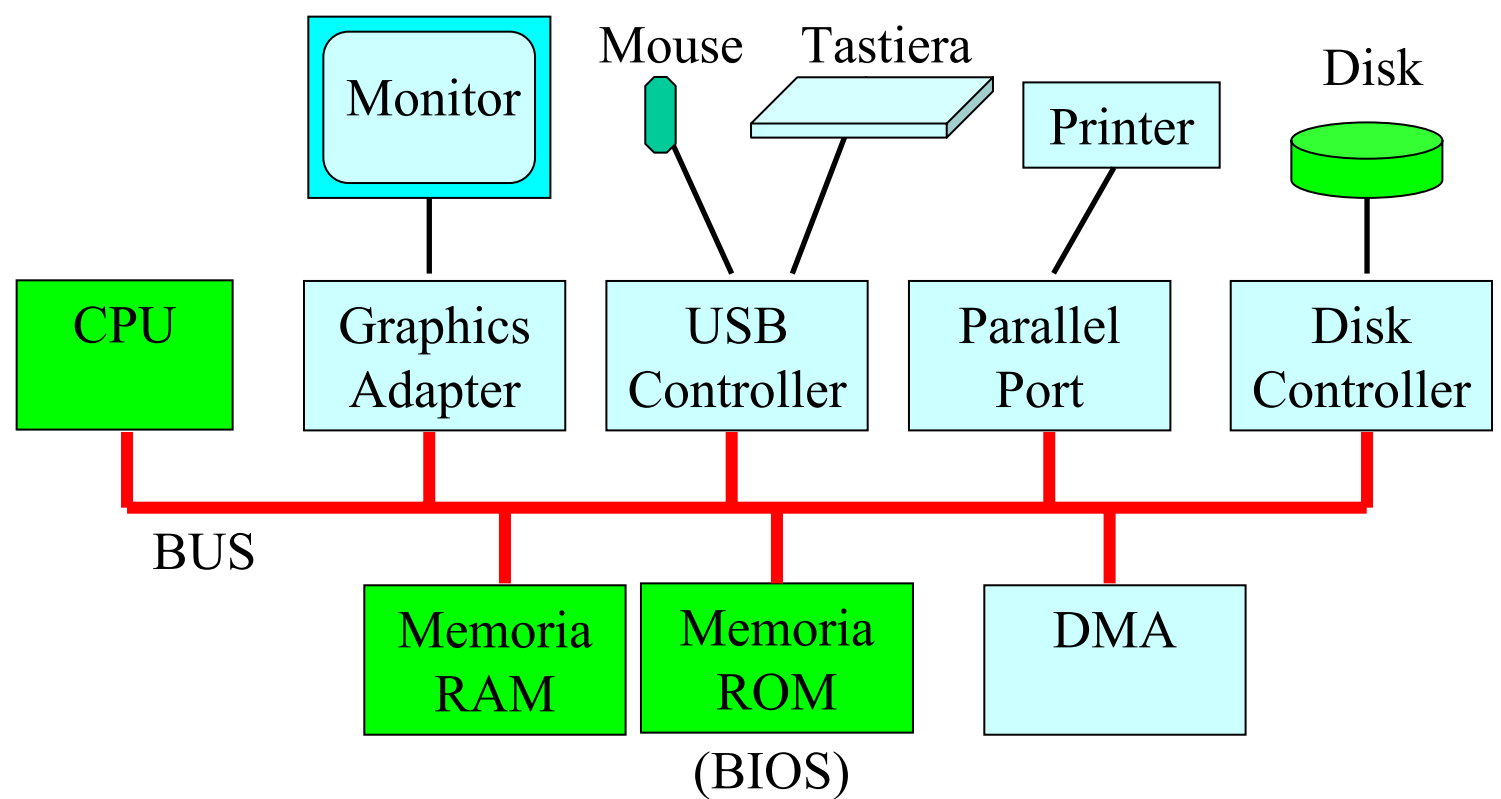 Mouse
Tastiera
Disk
Monitor
Printer
CPU
Graphics
Adapter
USB
Controller
Parallel
Port
Disk
Controller
BUS
Memoria
RAM
Memoria
ROM
DMA
(BIOS)